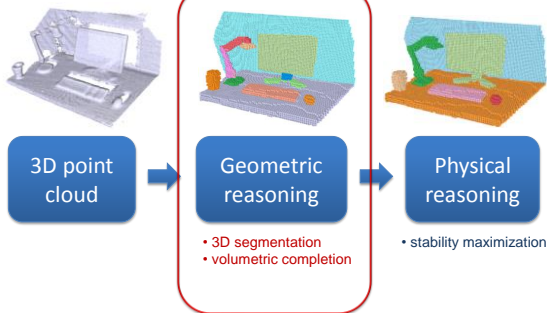 3D point
cloud
Geometric
reasoning
Physical
reasoning
• 3D segmentation
• volumetric completion
• stability maximization